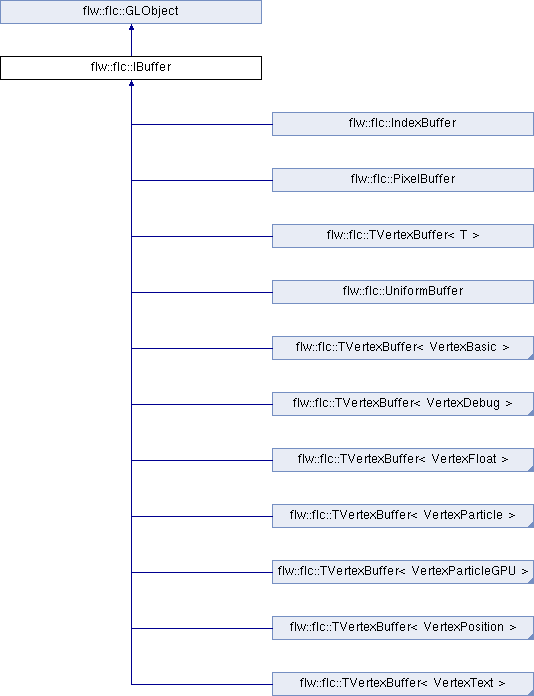 flw::flc::GLObject
flw::flc::IBuffer
flw::flc::IndexBuffer
flw::flc::PixelBuffer
flw::flc::TVertexBuffer< T >
flw::flc::UniformBuffer
flw::flc::TVertexBuffer< VertexBasic >
flw::flc::TVertexBuffer< VertexDebug >
flw::flc::TVertexBuffer< VertexFloat >
flw::flc::TVertexBuffer< VertexParticle >
flw::flc::TVertexBuffer< VertexParticleGPU >
flw::flc::TVertexBuffer< VertexPosition >
flw::flc::TVertexBuffer< VertexText >